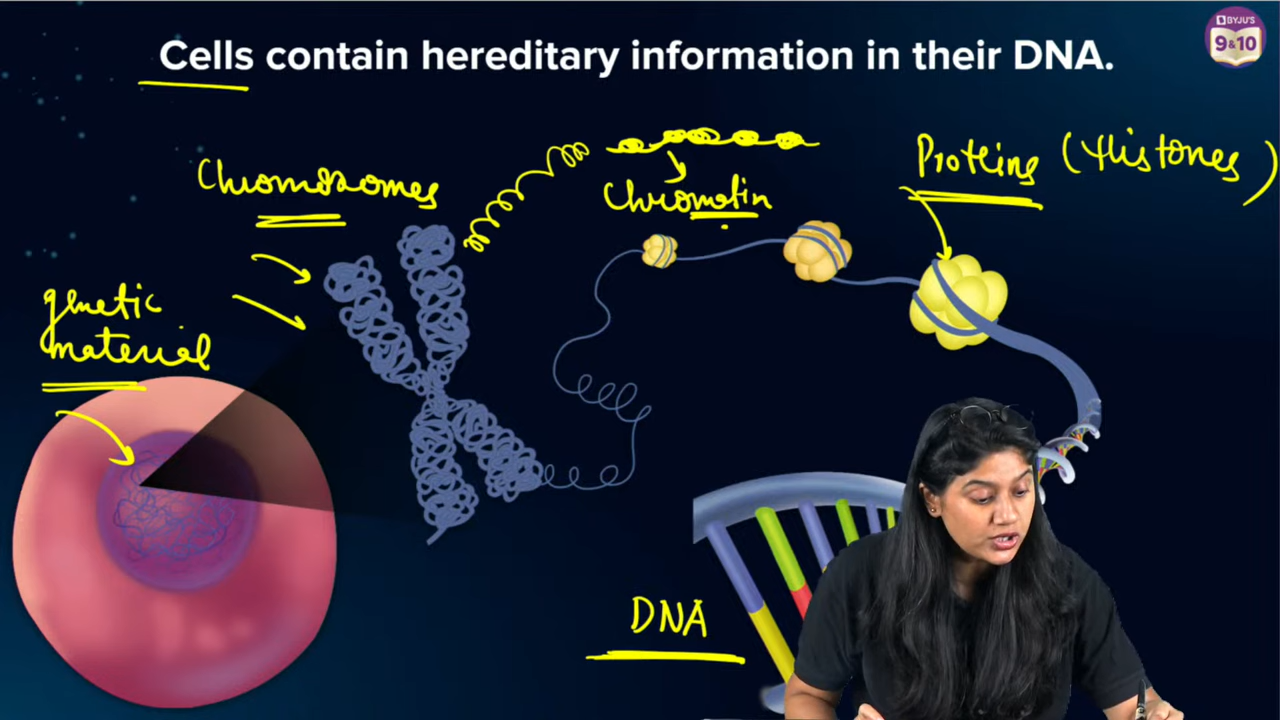 Cells contain hereditary information in their DNA.
BYJU'S
9&10
Chromosomes
Chromatin
Proteins (Histones)
genetic
material
DNA